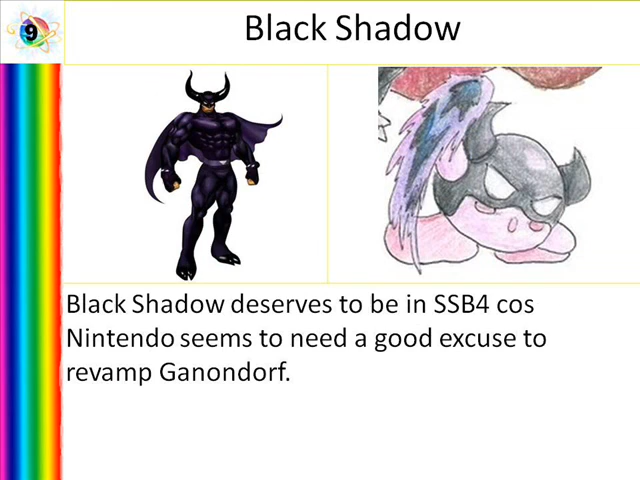 9
Black Shadow
Black Shadow deserves to be in SSB4 cos
Nintendo seems to need a good excuse to
revamp Ganondorf.